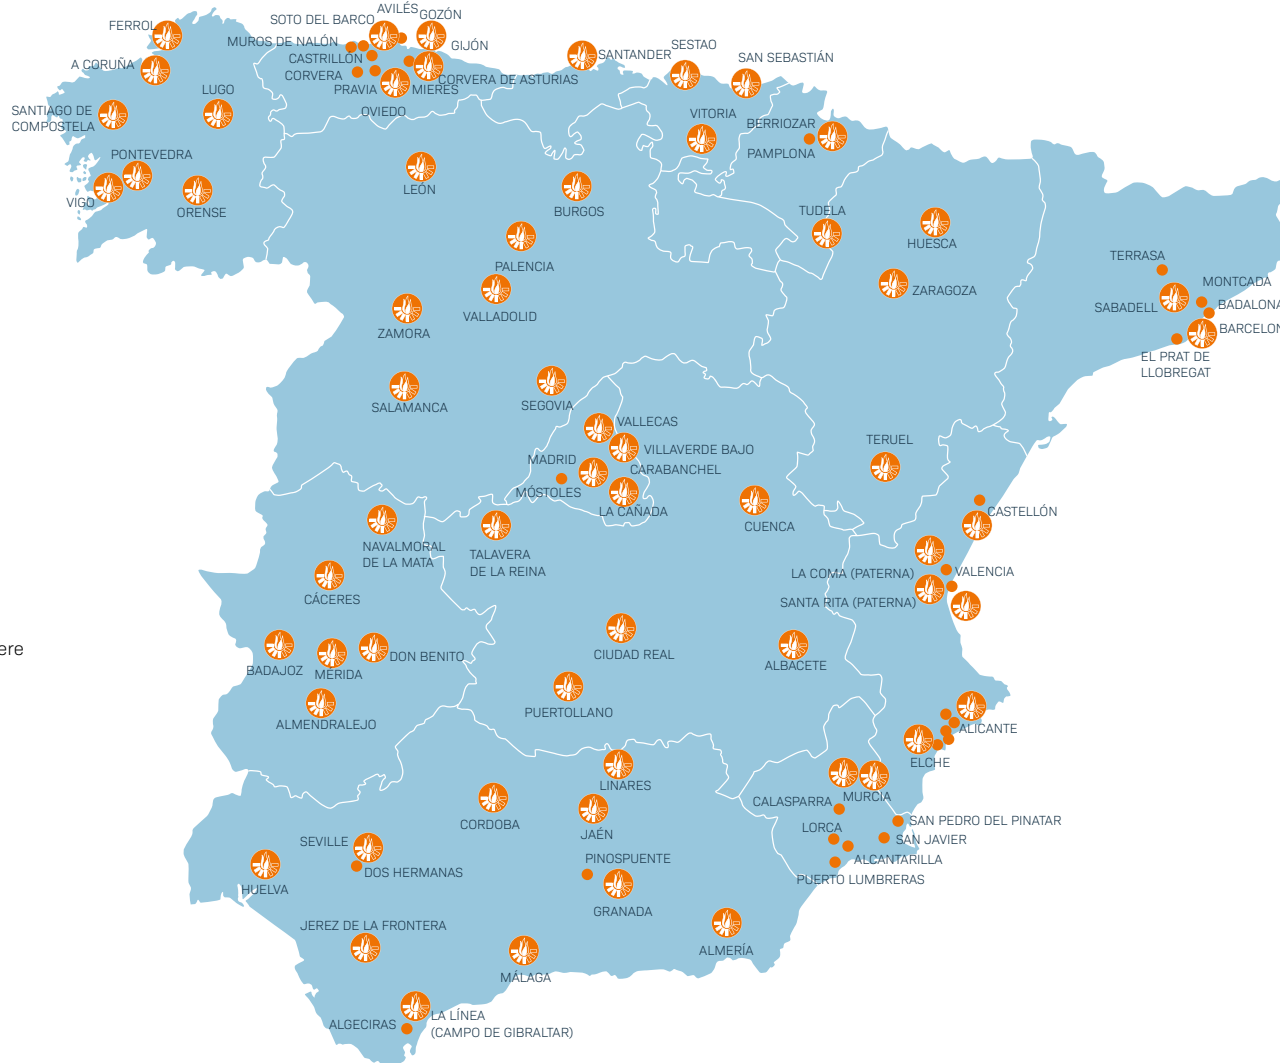 AVILÉS
GOZÓN
SOTO DEL BARCO
FERROL
MUROS DE NALÓN
GIJÓN
SESTAO
SANTANDER
SAN SEBASTIÁN
CASTRILLÓN
A CORUÑA
CORVERA
CORVERA DE ASTURIAS
PRAVIA
MIERES
LUGO
OVIEDO
SANTIAGO DE
COMPOSTELA
VITORIA
BERRIOZAR
PAMPLONA
PONTEVEDRA
LEÓN
VIGO
ORENSE
BURGOS
TUDELA
HUESCA
TERRASA
PALENCIA
MONTCADA
ZARAGOZA
SABADELL
BADALONA
VALLADOLID
BARCELON
ZAMORA
EL PRAT DE
LLOBREGAT
SALAMANCA
SEGOVIA
VALLECAS
TERUEL
VILLAVERDE BAJO
MADRID
CARABANCHEL
MÓSTOLES
LA CAÑADA
CASTELLÓN
CUENCA
NAVALMORAL
DE LA MATA
TALAVERA
DE LA REINA
LA COMA (PATERNA)
VALENCIA
CÁCERES
SANTA RITA (PATERNA)
ere
CIUDAD REAL
DON BENITO
ALBACETE
BADAJOZ
MÉRIDA
PUERTOLLANO
ALMENDRALEJO
ALICANTE
ELCHE
LINARES
MURCIA
CALASPARRA
CORDOBA
SAN PEDRO DEL PINATAR
LORCA
JAÉN
SEVILLE
SAN JAVIER
PINOSPUENTE
ALCANTARILLA
DOS HERMANAS
PUERTO LUMBRERAS
HUELVA
GRANADA
JEREZ DE LA FRONTERA
ALMERÍA
MÁLAGA
LA LÍNEA
(CAMPO DE GIBRALTAR)
ALGECIRAS